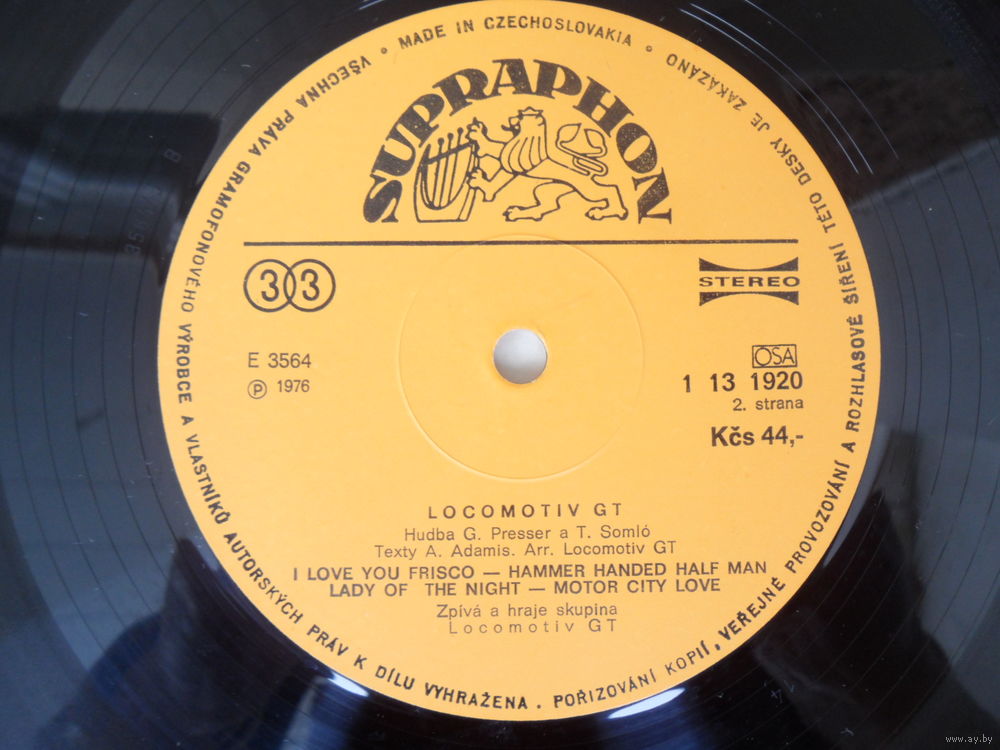 SUPRAPHON
33
STEREO
E 3564
Ⓟ 1976
OSA
1 13 1920
2. strana
Kčs 44,-
LOCOMOTIV GT
Hudba G. Presser a T. Somló
Texty A. Adamis. Arr. Locomotiv GT
I LOVE YOU FRISCO — HAMMER HANDED HALF MAN
LADY OF THE NIGHT — MOTOR CITY LOVE
Zpívá a hraje skupina
Locomotiv GT
MADE IN CZECHOSLOVAKIA • VŠECHNA PRÁVA GRAMOFONOVÉHO VÝROBCE A VLASTNÍKŮ AUTORSKÝCH PRÁV K DÍLU VYHRAŽENA. POŘIZOVÁNÍ KOPIÍ, VEŘEJNÉ PROVOZOVÁNÍ A ROZHLASOVÉ ŠÍŘENÍ TÉTO DESKY JE ZAKÁZÁNO •
www.ay.by